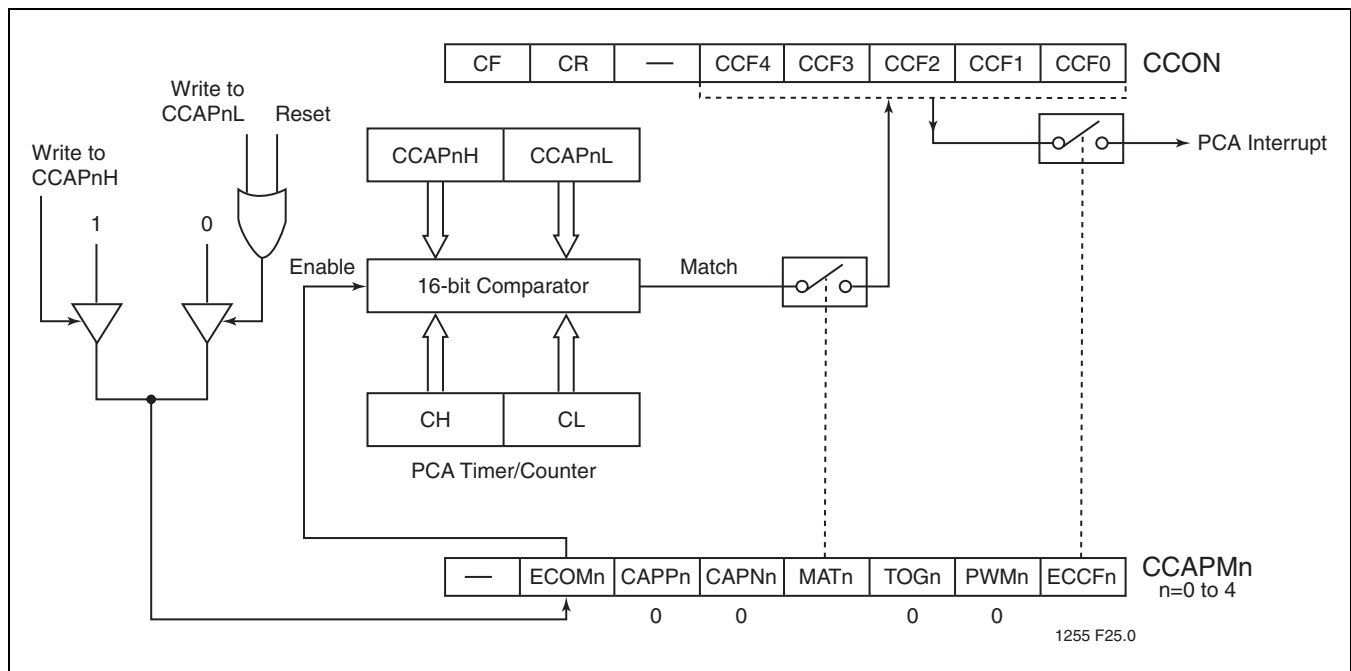 CF CR — CCF4 CCF3 CCF2 CCF1 CCF0 CCON
Write to
CCAPnL
Reset
Write to
CCAPnH
1
0
CCAPnH CCAPnL
PCA Interrupt
Enable
16-bit Comparator
Match
CH CL
PCA Timer/Counter
— ECOMn CAPPn CAPNn MATn TOGn PWMn ECCFn CCAPMn
n=0 to 4
0 0 0 0
1255 F25.0